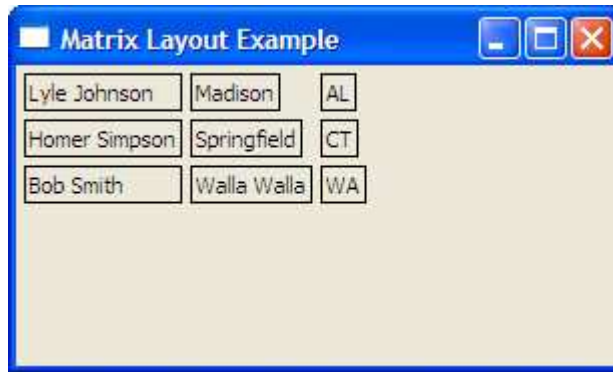 Matrix Layout Example
Lyle Johnson Madison AL
Homer Simpson Springfield CT
Bob Smith Walla Walla WA